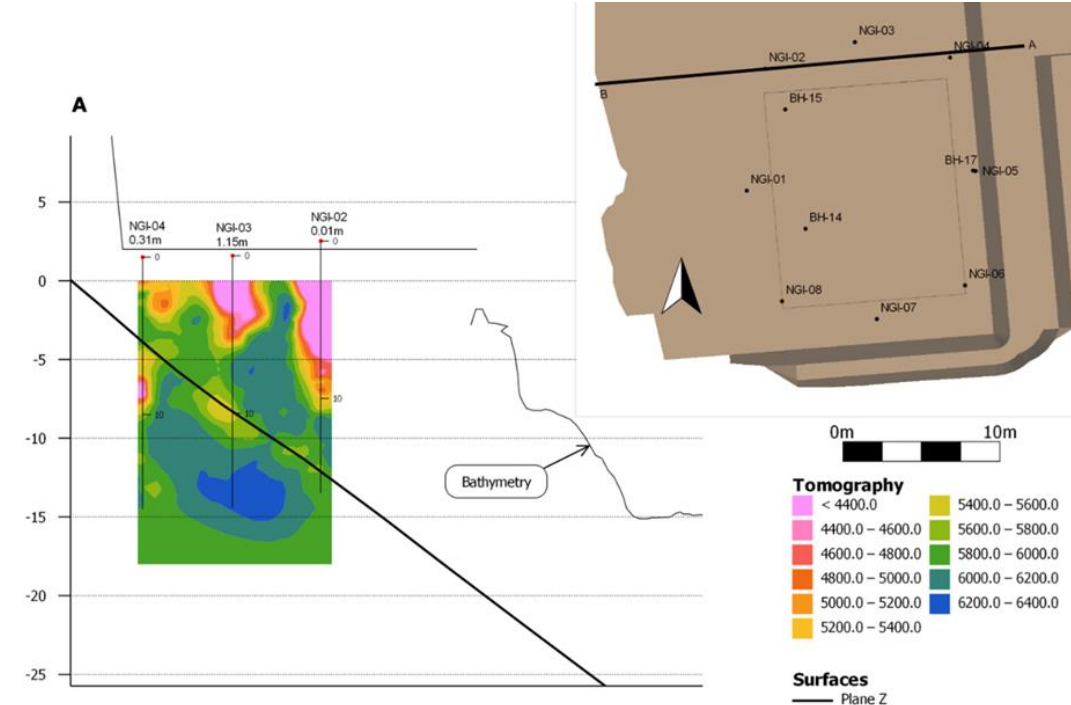 A
5
0
-5
-10
-15
-20
-25
NGI-04
0.31m
NGI-03
1.15m
NGI-02
0.01m
0
0
0
10
10
10
Bathymetry
NGI-03
NGI-02
NGI-04
A
B
BH-15
BH-17
NGI-05
NGI-01
BH-14
NGI-06
NGI-08
NGI-07
0m 10m
Tomography
< 4400.0
4400.0 – 4600.0
4600.0 – 4800.0
4800.0 – 5000.0
5000.0 – 5200.0
5200.0 – 5400.0
5400.0 – 5600.0
5600.0 – 5800.0
5800.0 – 6000.0
6000.0 – 6200.0
6200.0 – 6400.0
Surfaces
Plane Z